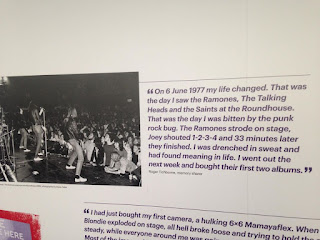 “On 6 June 1977 my life changed. That was
the day I saw the Ramones, The Talking
Heads and the Saints at the Roundhouse.
That was the day I was bitten by the punk
rock bug. The Ramones strode on stage,
Joey shouted 1-2-3-4 and 33 minutes later
they finished. I was drenched in sweat and
had found meaning in life. I went out the
next week and bought their first two albums.”
“I had just bought my first camera, a hulking 6×6 Mamayaflex. When
Blondie exploded on stage, all hell broke loose and trying to hold the
steady, while everyone around me was
HERE